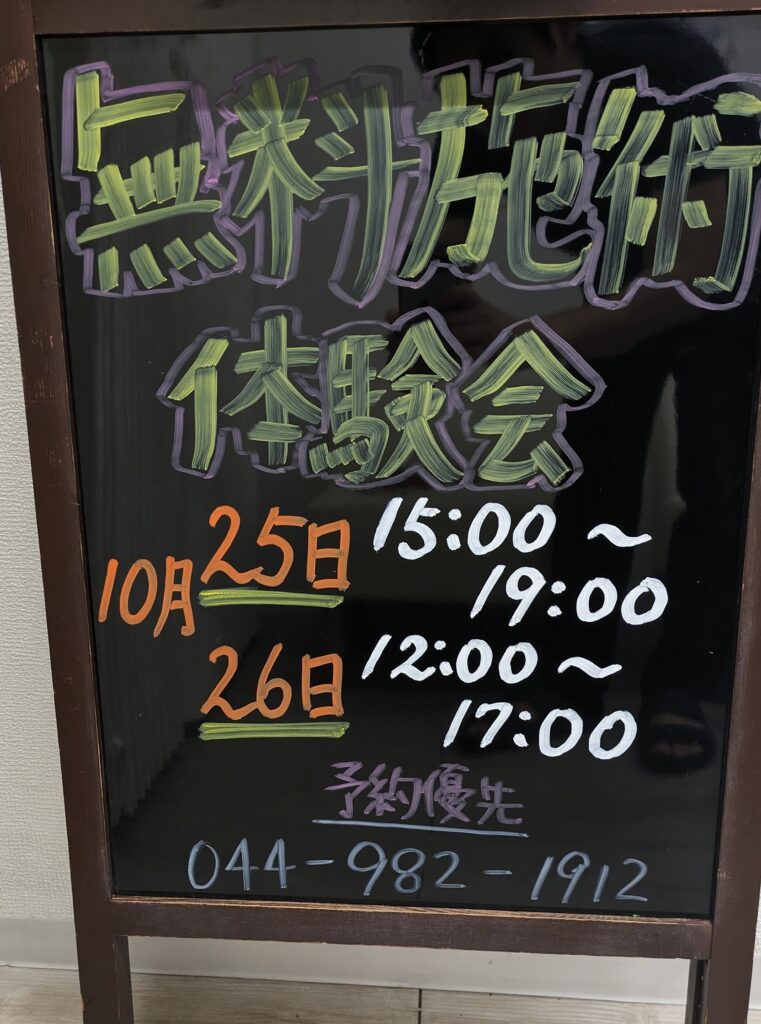 無料施術
体験会
10月 25日 15:00 ~
19:00
26日 12:00 ~
17:00
予約優先
044-982-1912